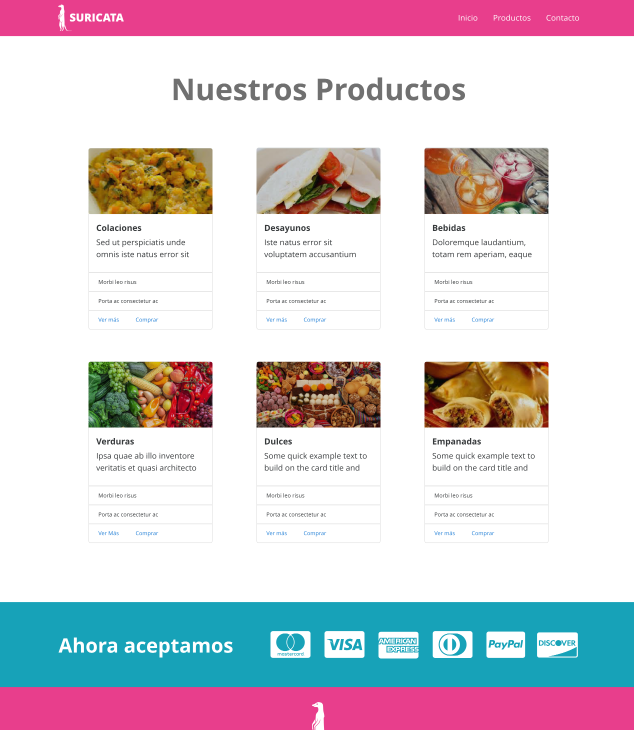 SURICATA
Inicio Productos Contacto
Nuestros Productos
Colaciones
Sed ut perspiciatis unde
omnis iste natus error sit
Morbi leo risus
Porta ac consectetur ac
Ver más Comprar
Desayunos
Iste natus error sit
voluptatem accusantium
Morbi leo risus
Porta ac consectetur ac
Ver más Comprar
Bebidas
Doloremque laudantium,
totam rem aperiam, eaque
Morbi leo risus
Porta ac consectetur ac
Ver más Comprar
Verduras
Ipsa quae ab illo inventore
veritatis et quasi architecto
Morbi leo risus
Porta ac consectetur ac
Ver Más Comprar
Dulces
Some quick example text to
build on the card title and
Morbi leo risus
Porta ac consectetur ac
Ver más Comprar
Empanadas
Some quick example text to
build on the card title and
Morbi leo risus
Porta ac consectetur ac
Ver más Comprar
Ahora aceptamos
mastercard
VISA
AMERICAN
EXPRESS
PayPal
DISCOVER